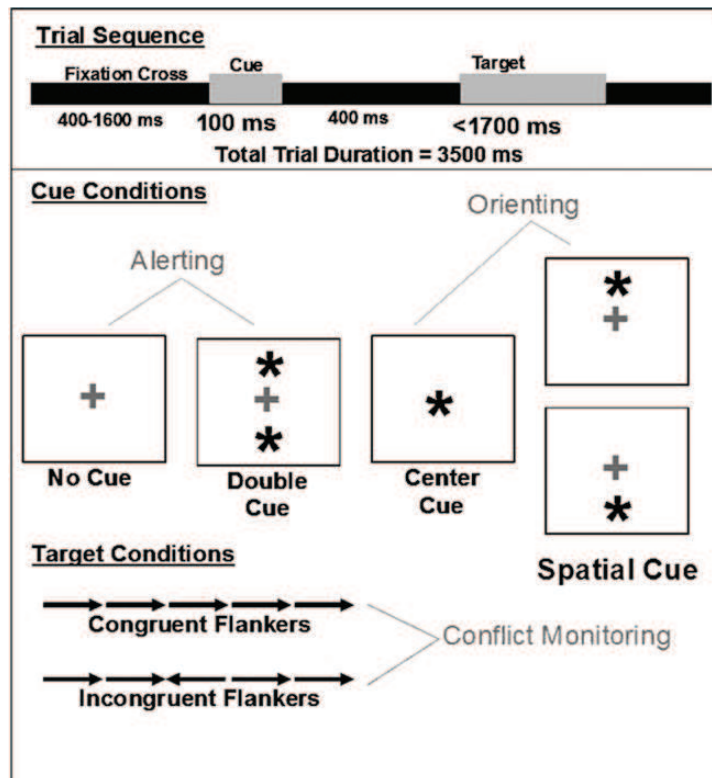 Trial Sequence
Fixation Cross Cue Target
400-1600 ms 100 ms 400 ms <1700 ms
Total Trial Duration = 3500 ms
Cue Conditions
Orienting
Alerting
No Cue
Double
Cue
Center
Cue
Spatial Cue
Target Conditions
Congruent Flankers
Conflict Monitoring
Incongruent Flankers